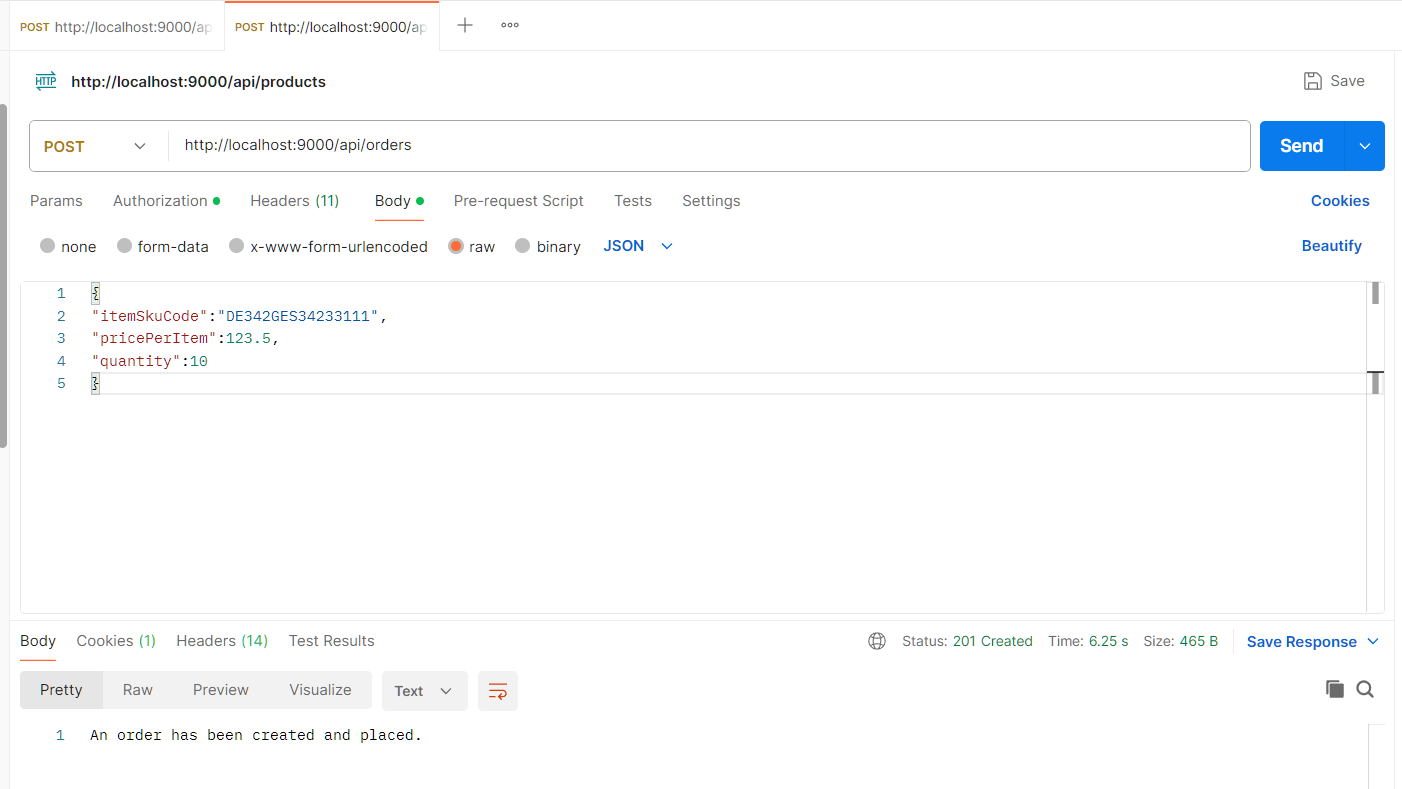 POST http://localhost:9000/ap POST http://localhost:9000/ap
HTTP http://localhost:9000/api/products Save
POST http://localhost:9000/api/orders Send
Params Authorization Headers (11) Body Pre-request Script Tests Settings Cookies
none form-data x-www-form-urlencoded raw binary JSON Beautify
1 {
2 "itemSkuCode":"DE342GES34233111",
3 "pricePerItem":123.5,
4 "quantity":10
5 }
Body Cookies (1) Headers (14) Test Results Status: 201 Created Time: 6.25 s Size: 465 B Save Response
Pretty Raw Preview Visualize Text
1 An order has been created and placed.